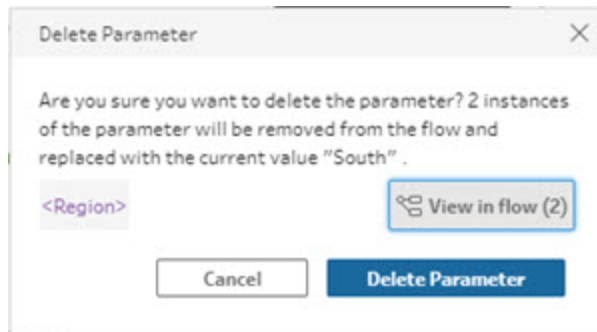 Delete Parameter
Are you sure you want to delete the parameter? 2 instances
of the parameter will be removed from the flow and
replaced with the current value "South" .
<Region>
View in flow (2)
Cancel
Delete Parameter